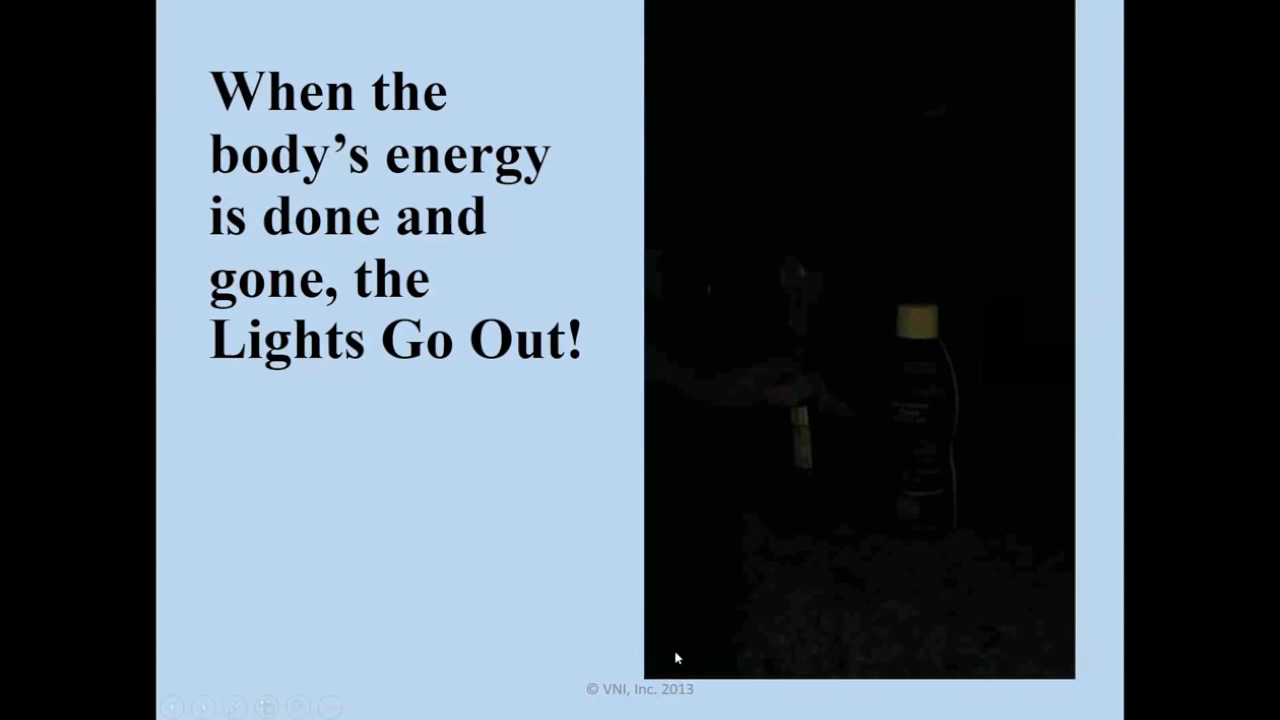 When the
body’s energy
is done and
gone, the
Lights Go Out!
© VNI, Inc. 2013